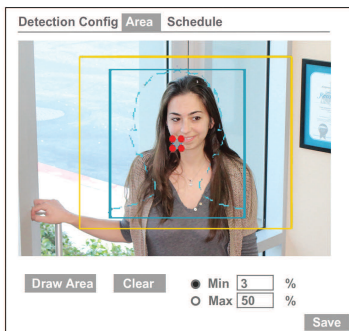 Detection Config Area Schedule
Draw Area Clear Min 3 %
Max 50 %
Save